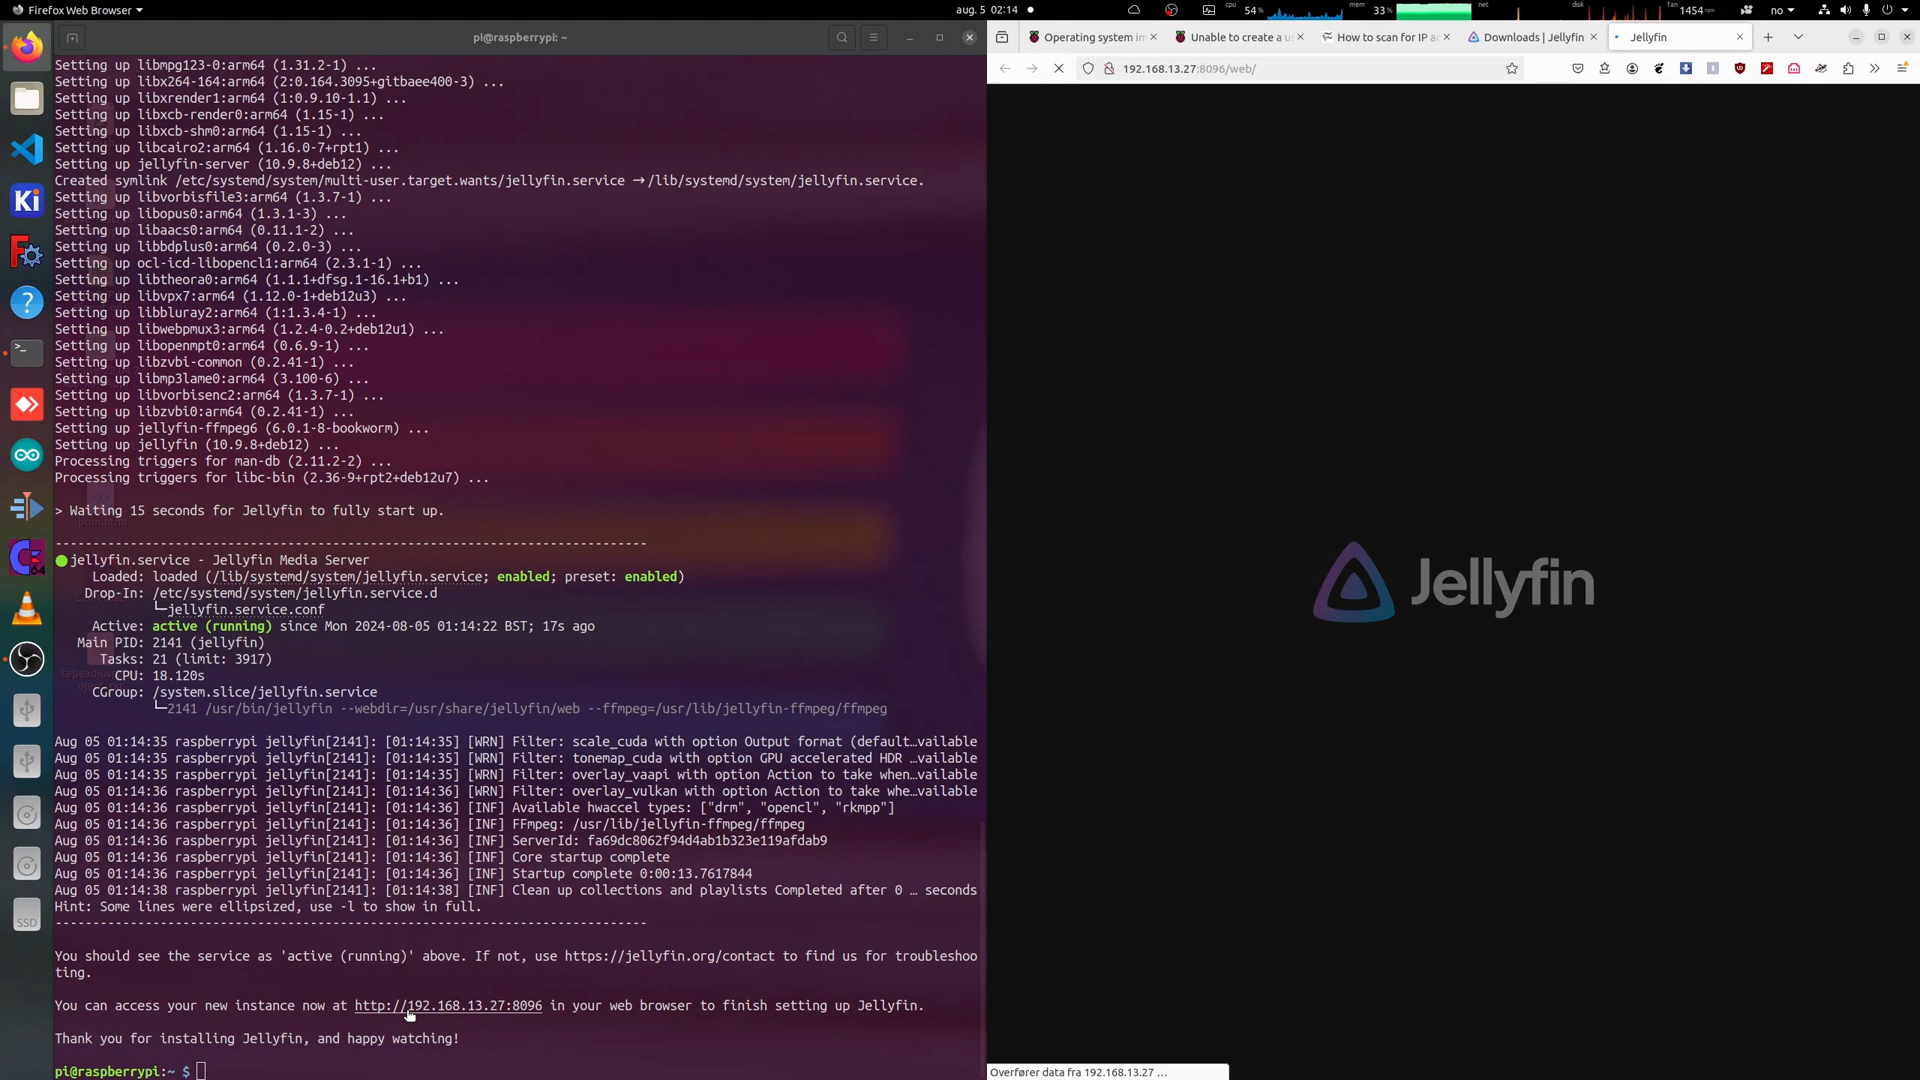 Firefox Web Browser
aug. 5 02:14
cpu 54 %
mem 33%
net
disk
fan 1454 rpm
no
pi@raspberrypi: ~
Setting up libmpg123-0:arm64 (1.31.2-1) ...
Setting up libx264-164:arm64 (2:0.164.3095+gitbaee400-3) ...
Setting up libxrender1:arm64 (1:0.9.10-1.1) ...
Setting up libxcb-render0:arm64 (1.15-1) ...
Setting up libxcb-shm0:arm64 (1.15-1) ...
Setting up libcairo2:arm64 (1.16.0-7+rpt1) ...
Setting up jellyfin-server (10.9.8+deb12) ...
Created symlink /etc/systemd/system/multi-user.target.wants/jellyfin.service → /lib/systemd/system/jellyfin.service.
Setting up libvorbisfile3:arm64 (1.3.7-1) ...
Setting up libopus0:arm64 (1.3.1-3) ...
Setting up libaacs0:arm64 (0.11.1-2) ...
Setting up libbdplus0:arm64 (0.2.0-3) ...
Setting up ocl-icd-libopencl1:arm64 (2.3.1-1) ...
Setting up libtheora0:arm64 (1.1.1+dfsg.1-16.1+b1) ...
Setting up libvpx7:arm64 (1.12.0-1+deb12u3) ...
Setting up libbluray2:arm64 (1:1.3.4-1) ...
Setting up libwebpmux3:arm64 (1.2.4-0.2+deb12u1) ...
Setting up libopenmpt0:arm64 (0.6.9-1) ...
Setting up libzvbi-common (0.2.41-1) ...
Setting up libmp3lame0:arm64 (3.100-6) ...
Setting up libvorbisenc2:arm64 (1.3.7-1) ...
Setting up libzvbi0:arm64 (0.2.41-1) ...
Setting up jellyfin-ffmpeg6 (6.0.1-8-bookworm) ...
Setting up jellyfin (10.9.8+deb12) ...
Processing triggers for man-db (2.11.2-2) ...
Processing triggers for libc-bin (2.36-9+rpt2+deb12u7) ...
> Waiting 15 seconds for Jellyfin to fully start up.
-------------------------------------------------------------------------------
● jellyfin.service - Jellyfin Media Server
Loaded: loaded (/lib/systemd/system/jellyfin.service; enabled; preset: enabled)
Drop-In: /etc/systemd/system/jellyfin.service.d
└─jellyfin.service.conf
Active: active (running) since Mon 2024-08-05 01:14:22 BST; 17s ago
Main PID: 2141 (jellyfin)
Tasks: 21 (limit: 3917)
CPU: 18.120s
CGroup: /system.slice/jellyfin.service
└─2141 /usr/bin/jellyfin --webdir=/usr/share/jellyfin/web --ffmpeg=/usr/lib/jellyfin-ffmpeg/ffmpeg
Aug 05 01:14:35 raspberrypi jellyfin[2141]: [01:14:35] [WRN] Filter: scale_cuda with option Output format (default…vailable
Aug 05 01:14:35 raspberrypi jellyfin[2141]: [01:14:35] [WRN] Filter: tonemap_cuda with option GPU accelerated HDR …vailable
Aug 05 01:14:35 raspberrypi jellyfin[2141]: [01:14:35] [WRN] Filter: overlay_vaapi with option Action to take when…vailable
Aug 05 01:14:35 raspberrypi jellyfin[2141]: [01:14:35] [WRN] Filter: overlay_vulkan with option Action to take whe…vailable
Aug 05 01:14:36 raspberrypi jellyfin[2141]: [01:14:36] [INF] Available hwaccel types: ["drm", "opencl", "rkmpp"]
Aug 05 01:14:36 raspberrypi jellyfin[2141]: [01:14:36] [INF] FFmpeg: /usr/lib/jellyfin-ffmpeg/ffmpeg
Aug 05 01:14:36 raspberrypi jellyfin[2141]: [01:14:36] [INF] ServerId: fa69dc8062f94d4ab1b323e119afdab9
Aug 05 01:14:36 raspberrypi jellyfin[2141]: [01:14:36] [INF] Core startup complete
Aug 05 01:14:36 raspberrypi jellyfin[2141]: [01:14:36] [INF] Startup complete 0:00:13.7617844
Aug 05 01:14:38 raspberrypi jellyfin[2141]: [01:14:38] [INF] Clean up collections and playlists Completed after 0 … seconds
Hint: Some lines were ellipsized, use -l to show in full.
-------------------------------------------------------------------------------
You should see the service as 'active (running)' above. If not, use https://jellyfin.org/contact to find us for troubleshoo
ting.
You can access your new instance now at http://192.168.13.27:8096 in your web browser to finish setting up Jellyfin.
Thank you for installing Jellyfin, and happy watching!
pi@raspberrypi:~ $
Ki
SSD
Operating system im
Unable to create a u
How to scan for IP a
Downloads | Jellyfin
Jellyfin
192.168.13.27:8096/web/
Jellyfin
Overfører data fra 192.168.13.27 ...